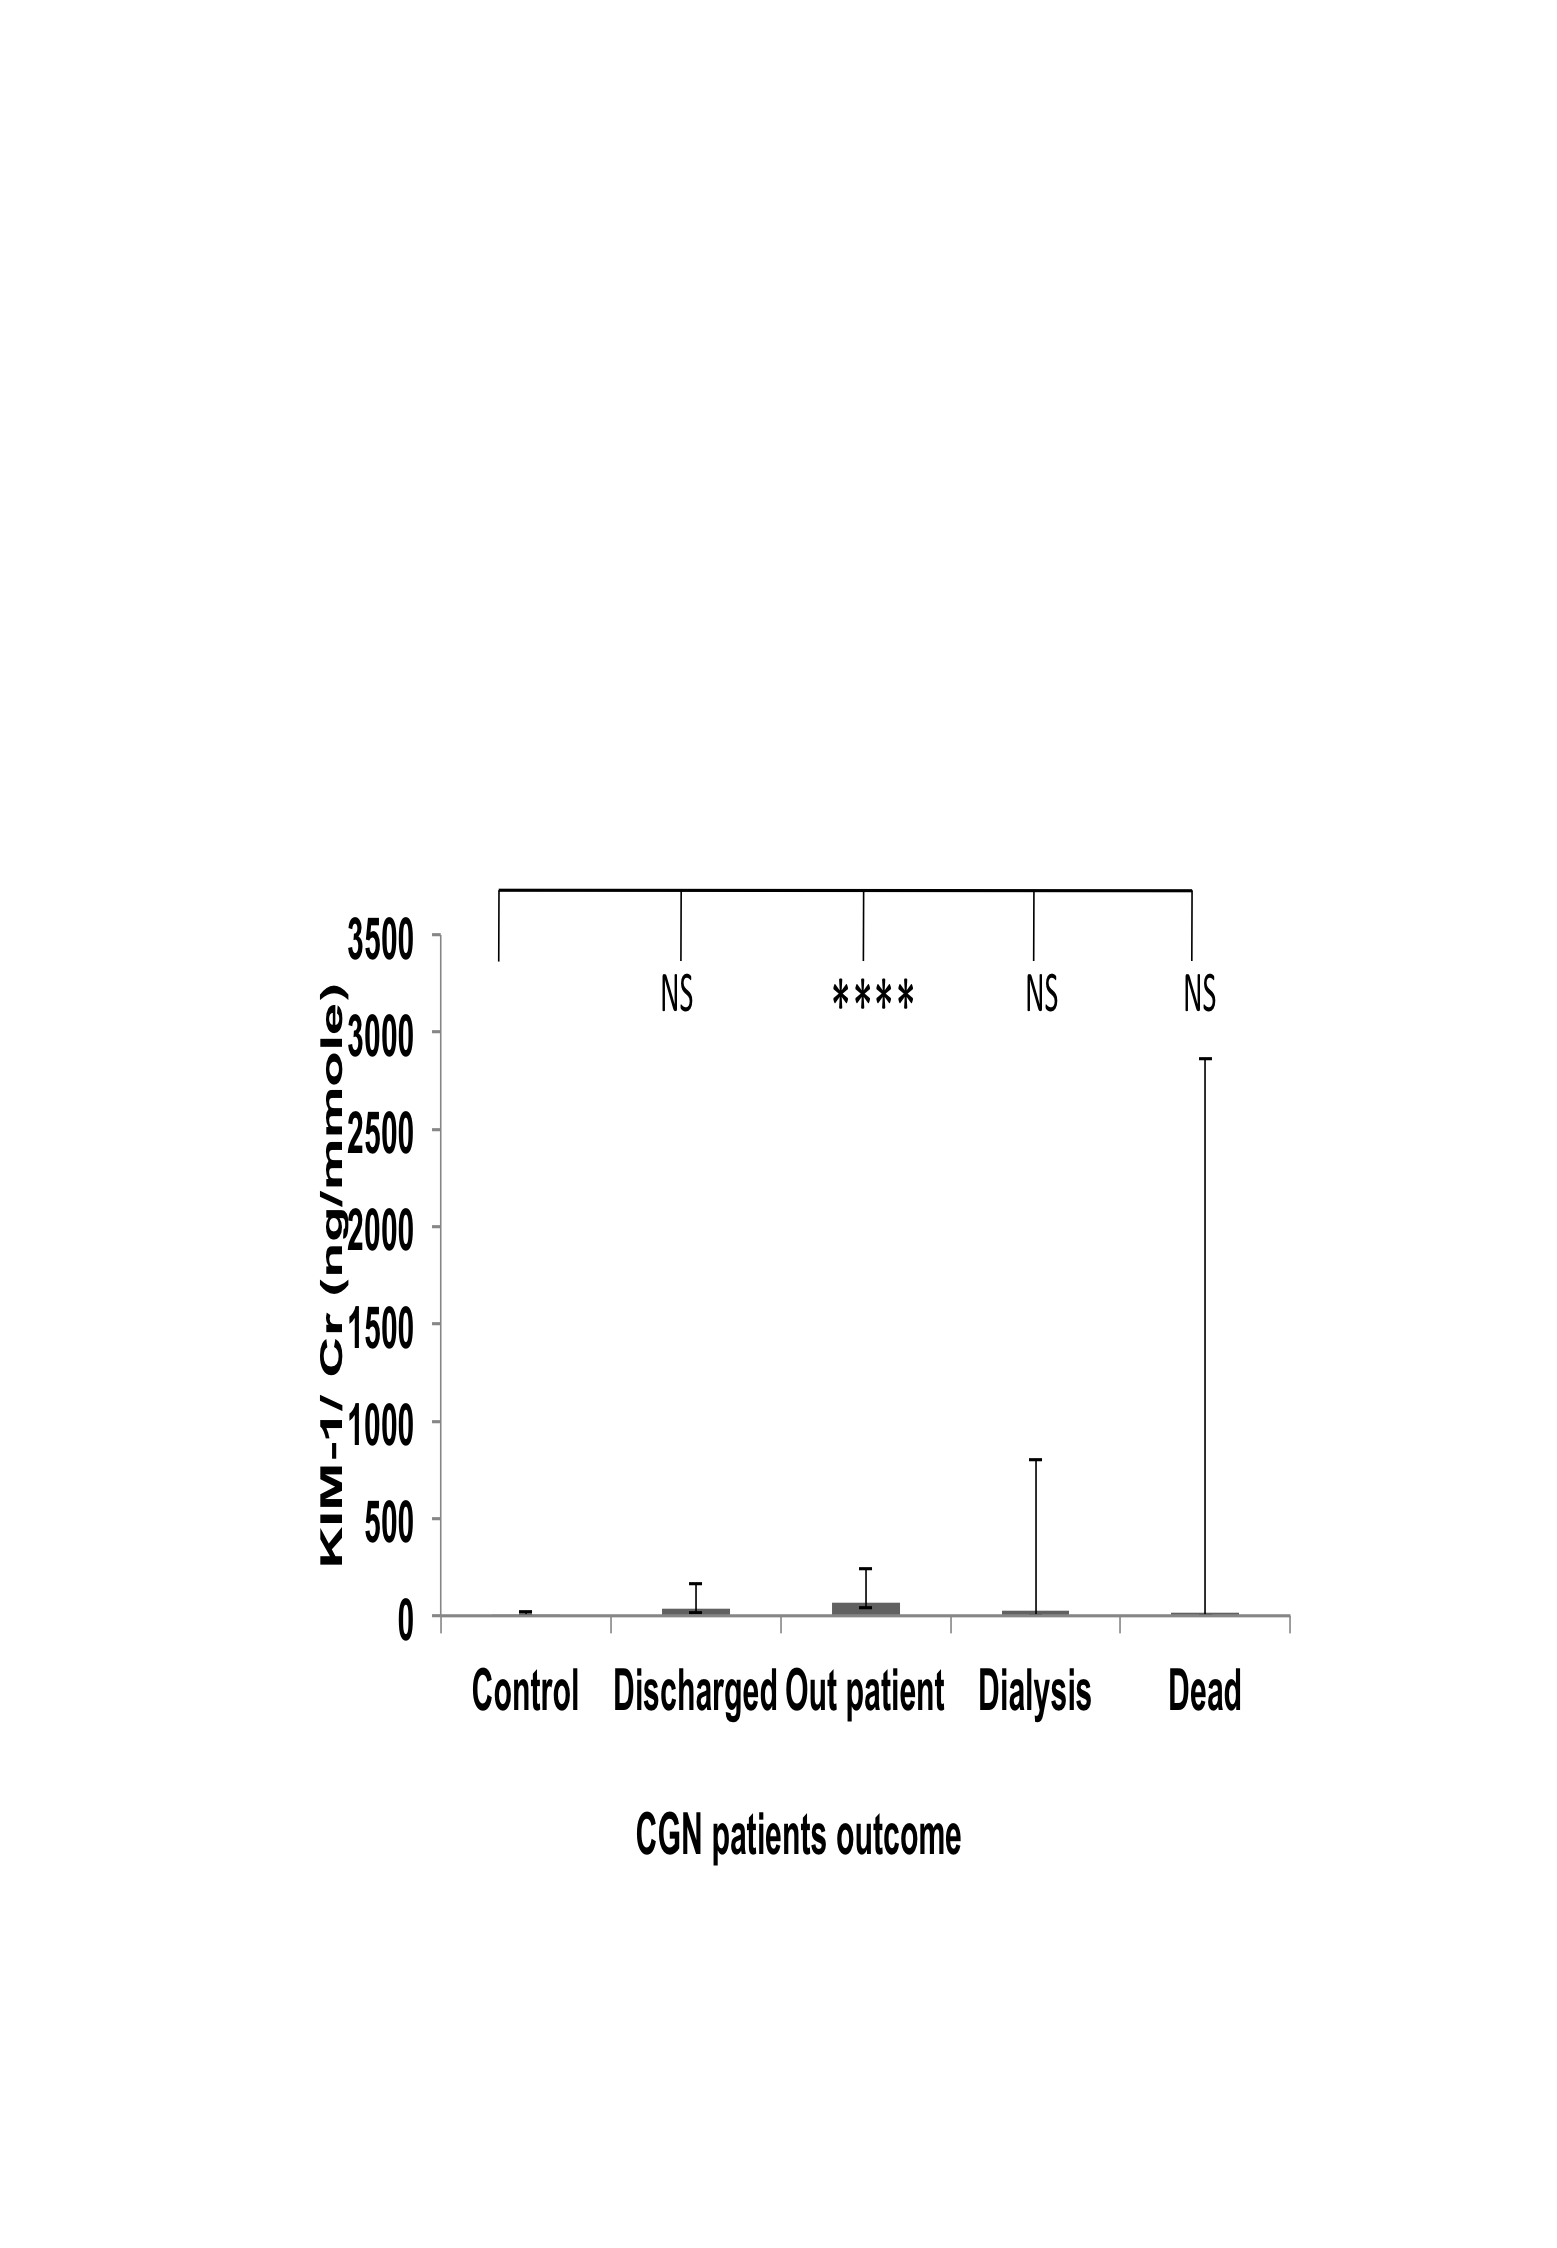 3500
3000
2500
2000
1500
1000
500
0
KIM-1/ Cr (ng/mmole)
NS
****
NS
NS
Control
Discharged
Out patient
Dialysis
Dead
CGN patients outcome